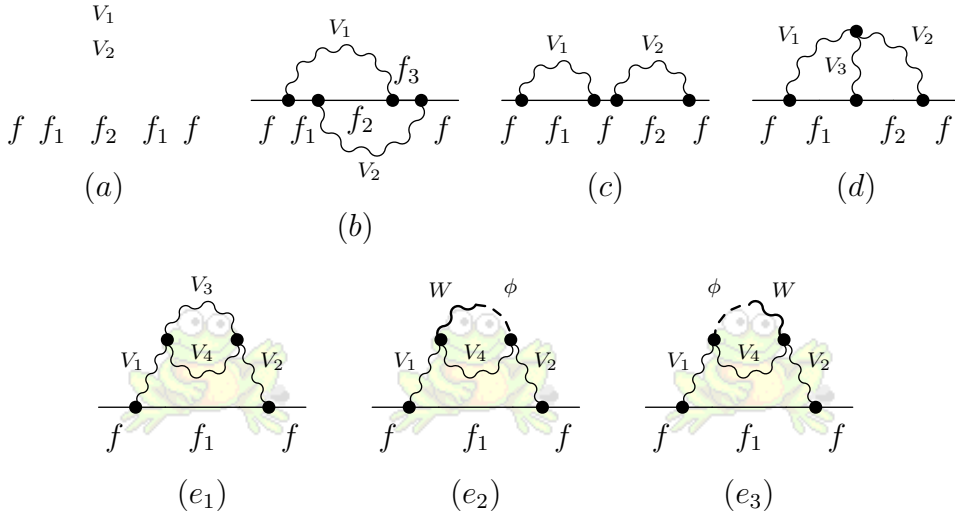 V₁
V₂
f f₁ f₂ f₁ f
(a)
V₁
f₃
f f₁ f₂ f
V₂
(b)
V₁ V₂
f f₁ f f₂ f
(c)
V₁ V₂
V₃
f f₁ f₂ f
(d)
V₃
V₁ V₄ V₂
f f₁ f
(e₁)
W ϕ
V₁ V₄ V₂
f f₁ f
(e₂)
ϕ W
V₁ V₄ V₂
f f₁ f
(e₃)